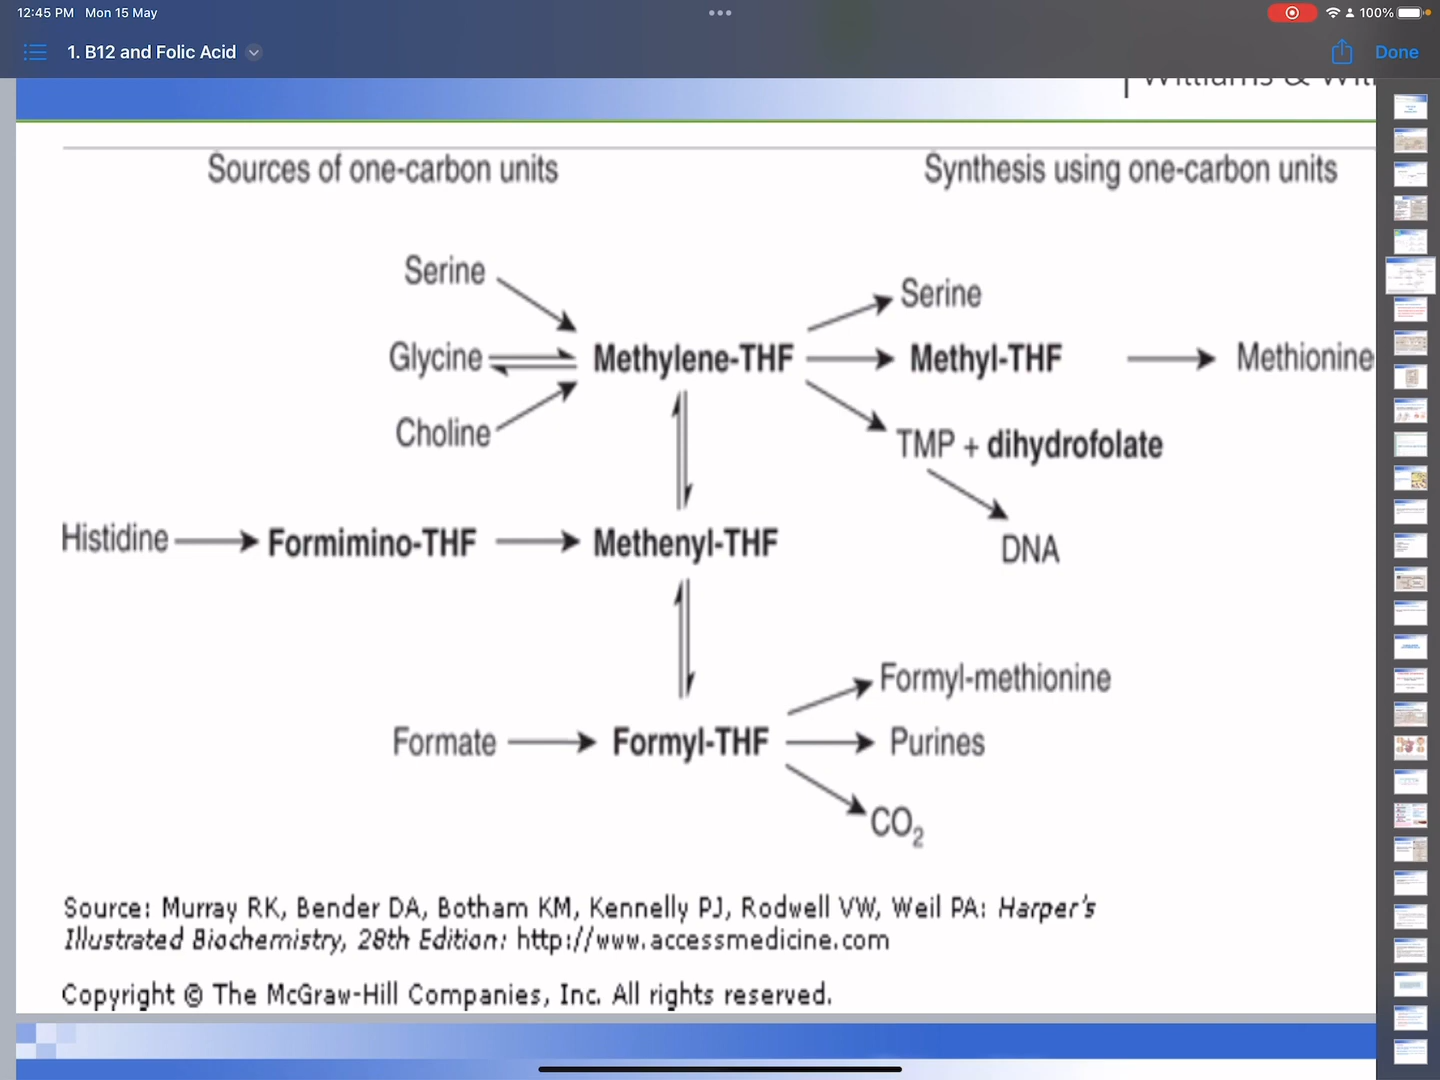 12:45 PM Mon 15 May
100%
1. B12 and Folic Acid
Done
Williams &
Sources of one-carbon units
Synthesis using one-carbon units
Serine
Serine
Glycine
Methylene-THF
Methyl-THF
Methionine
Choline
TMP + dihydrofolate
Histidine
Formimino-THF
Methenyl-THF
DNA
Formyl-methionine
Formate
Formyl-THF
Purines
CO₂
Source: Murray RK, Bender DA, Botham KM, Kennelly PJ, Rodwell VW, Weil PA: Harper's
Illustrated Biochemistry, 28th Edition: http://www.accessmedicine.com
Copyright © The McGraw-Hill Companies, Inc. All rights reserved.